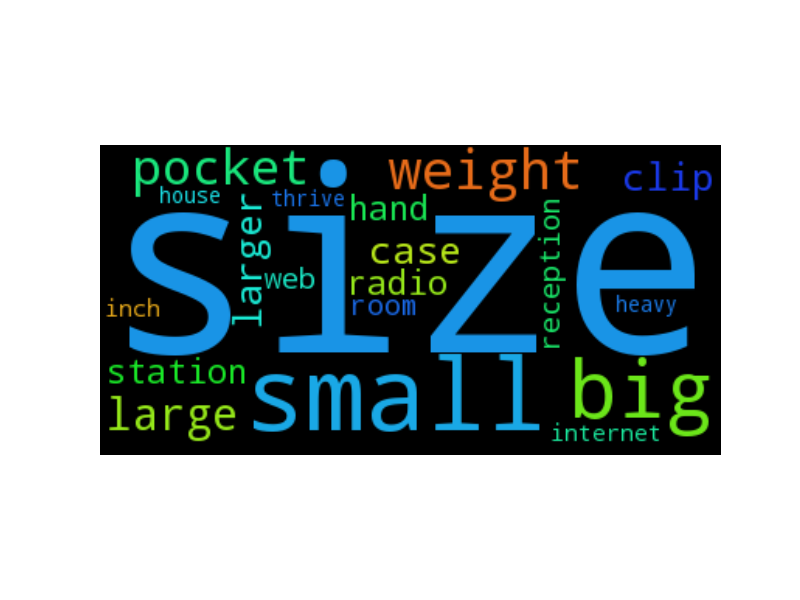 pocket
weight
clip
house
thrive
hand
larger
size
case
reception
web
radio
room
inch
heavy
station
small
big
large
internet